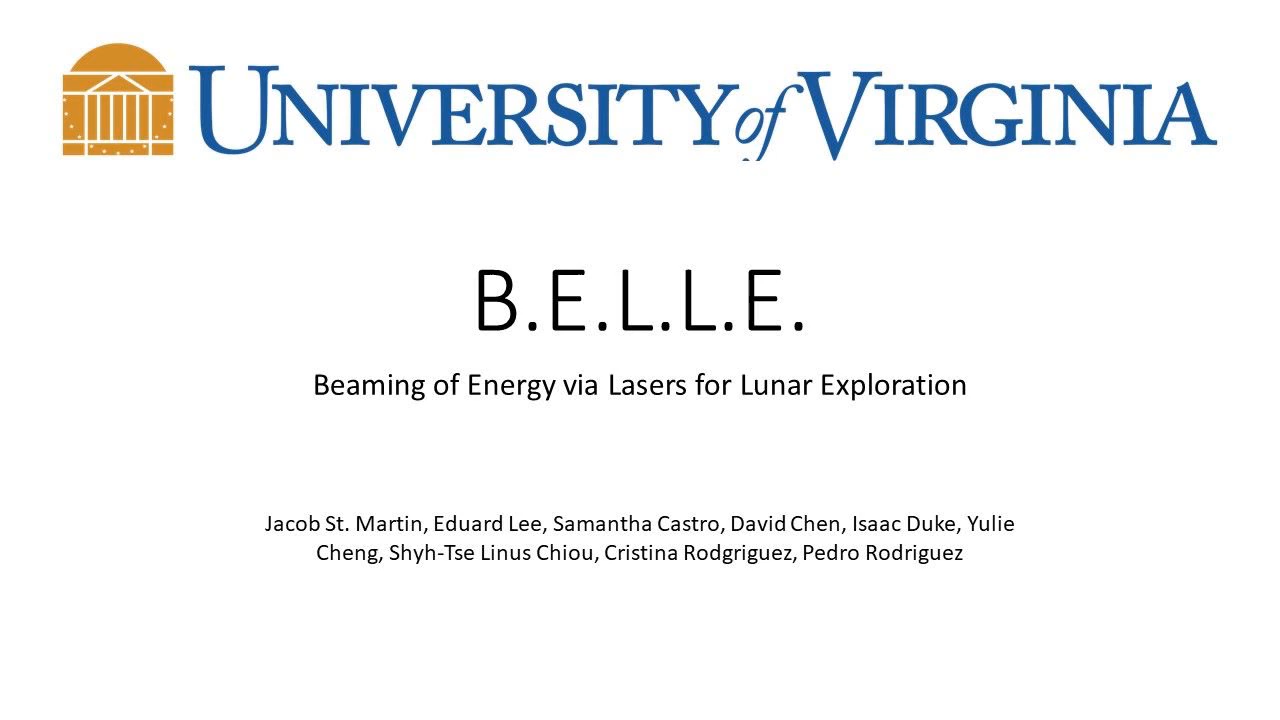 UNIVERSITY of VIRGINIA
B.E.L.L.E.
Beaming of Energy via Lasers for Lunar Exploration
Jacob St. Martin, Eduard Lee, Samantha Castro, David Chen, Isaac Duke, Yulie
Cheng, Shyh-Tse Linus Chiou, Cristina Rodgriguez, Pedro Rodriguez